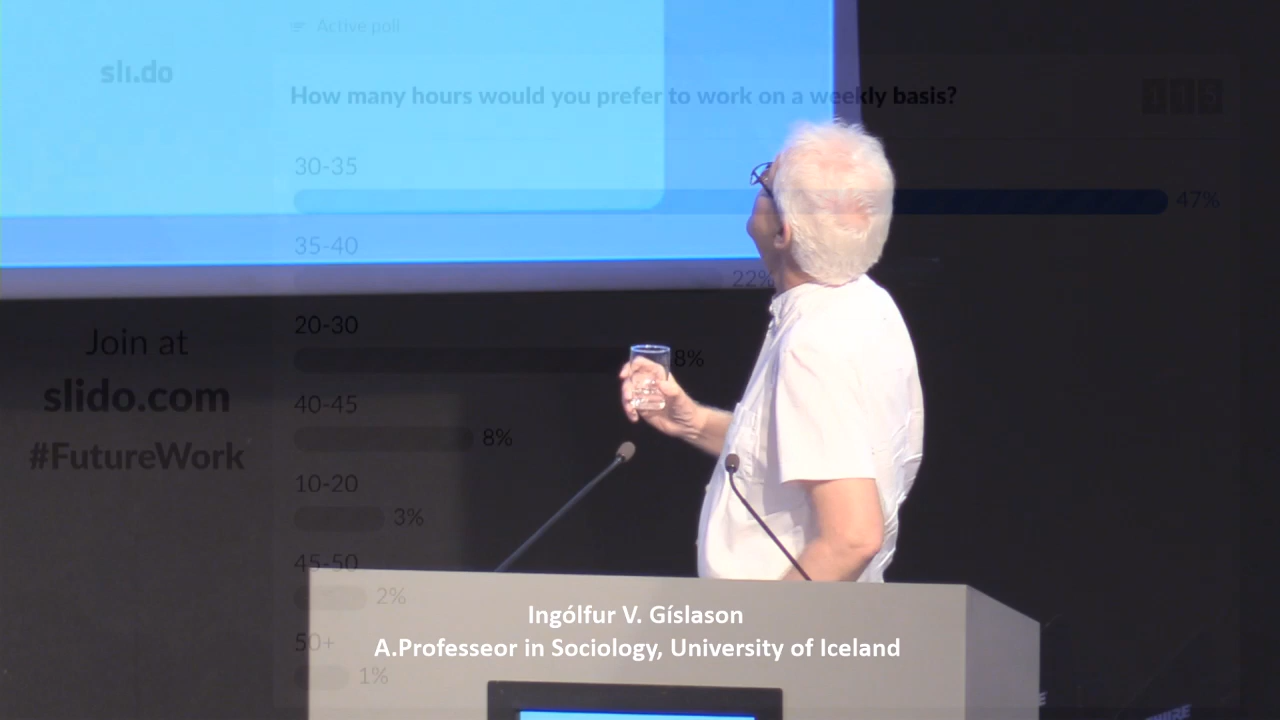 Active poll
sli.do
How many hours would you prefer to work on a weekly basis?
115
30-35
47%
35-40
22%
20-30
8%
40-45
8%
10-20
3%
45-50
2%
50+
1%
Join at
slido.com
#FutureWork
Ingólfur V. Gíslason
A.Professeor in Sociology, University of Iceland